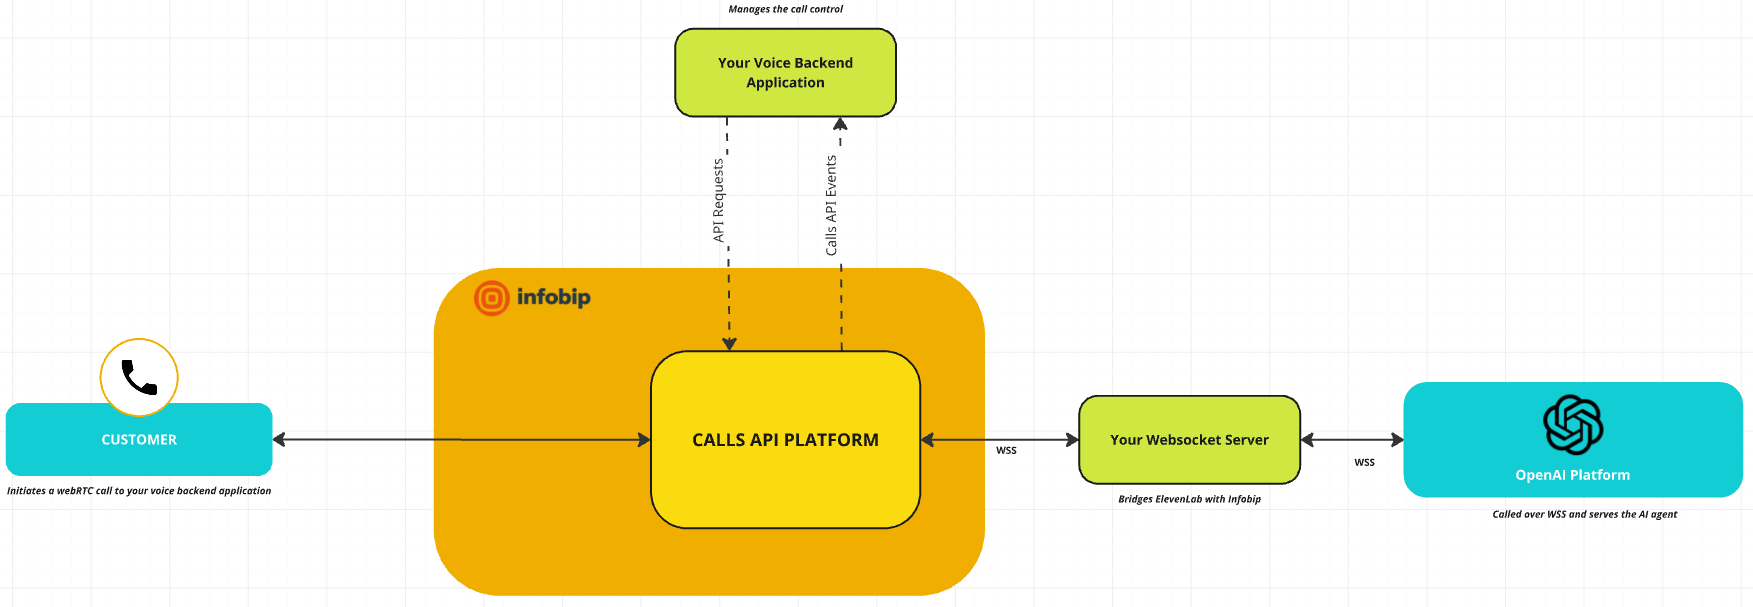 Manages the call control
Your Voice Backend
Application
API Requests
Calls API Events
infobip
CUSTOMER
Initiates a webRTC call to your voice backend application
CALLS API PLATFORM
wss
Your Websocket Server
Bridges ElevenLab with Infobip
wss
OpenAI Platform
Called over WSS and serves the AI agent